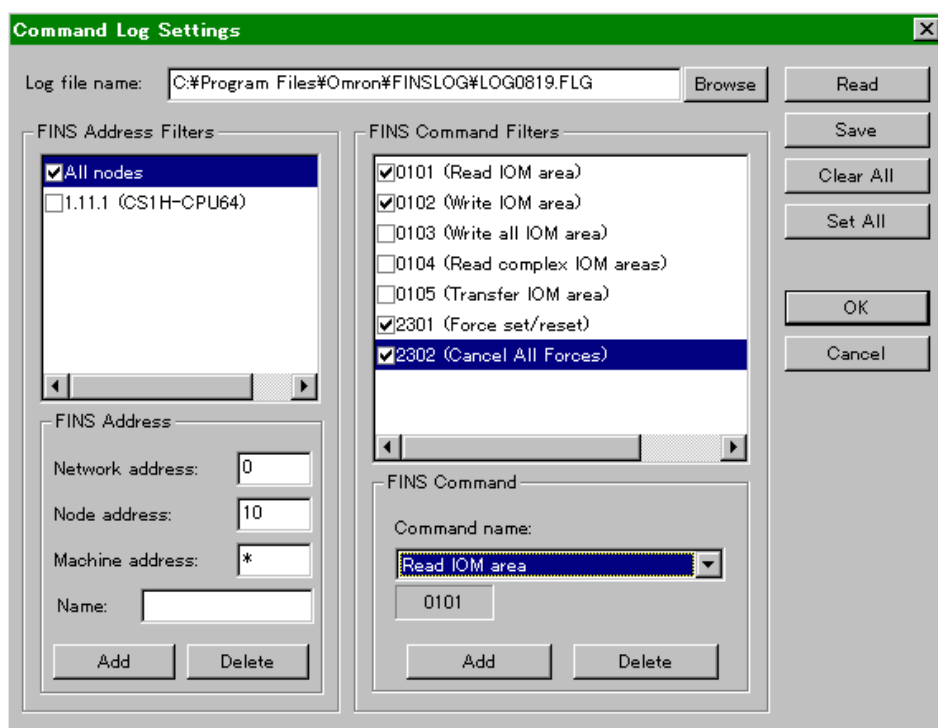 Command Log Settings
Log file name: C:¥Program Files¥Omron¥FINSLOG¥LOG0819.FLG Browse
Read
Save
Clear All
Set All
OK
Cancel
FINS Address Filters
All nodes
1.11.1 (CS1H-CPU64)
FINS Address
Network address: 0
Node address: 10
Machine address: *
Name:
Add Delete
FINS Command Filters
0101 (Read IOM area)
0102 (Write IOM area)
0103 (Write all IOM area)
0104 (Read complex IOM areas)
0105 (Transfer IOM area)
2301 (Force set/reset)
2302 (Cancel All Forces)
FINS Command
Command name:
Read IOM area
0101
Add Delete